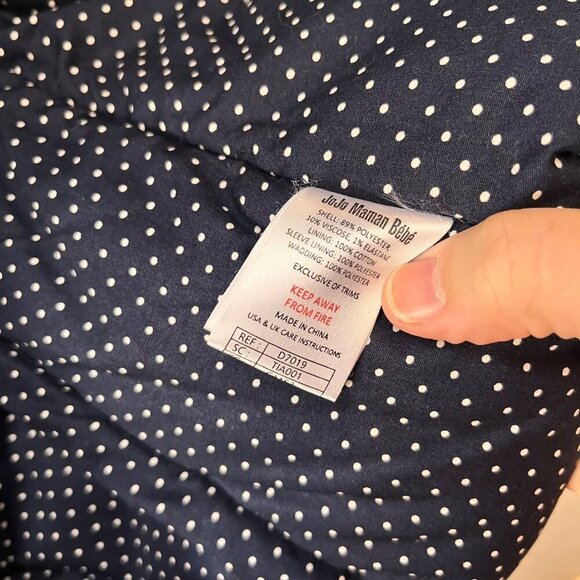 JoJo Maman Bébé
SHELL: 89% POLYESTER
10% VISCOSE, 1% ELASTANE
LINING: 100% COTTON
SLEEVE LINING: 100% POLYESTER
WADDING: 100% POLYESTER
EXCLUSIVE OF TRIMS
KEEP AWAY
FROM FIRE
MADE IN CHINA
USA & UK CARE INSTRUCTIONS
REF : D7019
SC : TIA001